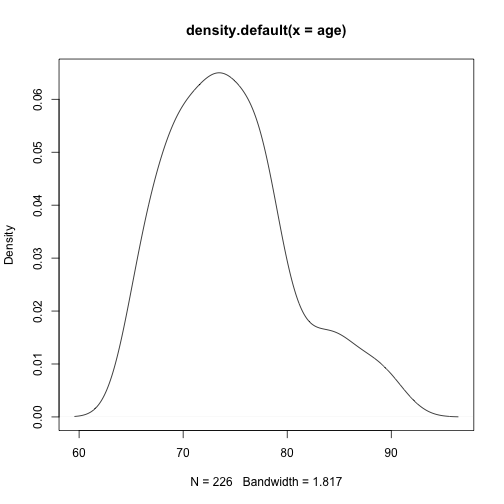 density.default(x = age)
Density
0.06
0.05
0.04
0.03
0.02
0.01
0.00
60 70 80 90
N = 226 Bandwidth = 1.817